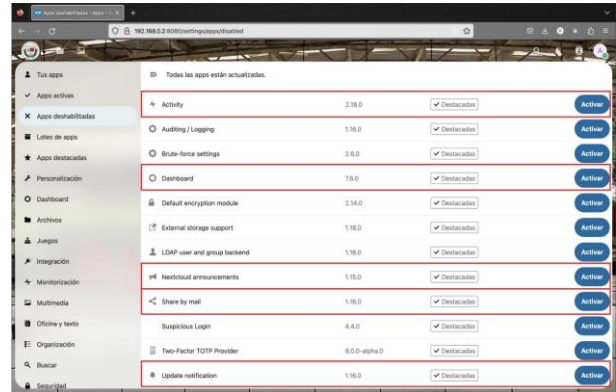 Apps deshabilitadas - Apps -
192.168.0.2:8080/settings/apps/disabled
A
Tus apps
Todas las apps están actualizadas.
Apps activas
Activity 2.18.0 Destacadas Activar
Apps deshabilitadas
Auditing / Logging 1.16.0 Destacadas Activar
Lotes de apps
Brute-force settings 2.6.0 Destacadas Activar
Apps destacadas
Personalización
Dashboard 7.6.0 Destacadas Activar
Dashboard
Default encryption module 2.14.0 Destacadas Activar
Archivos
External storage support 1.18.0 Destacadas Activar
Juegos
LDAP user and group backend 1.16.0 Destacadas Activar
Integración
Nextcloud announcements 1.15.0 Destacadas Activar
Monitorización
Multimedia
Share by mail 1.16.0 Destacadas Activar
Oficina y texto
Suspicious Login 4.4.0 Destacadas Activar
Organización
Two-Factor TOTP Provider 8.0.0-alpha.0 Destacadas Activar
Buscar
Update notification 1.16.0 Destacadas Activar
Seguridad